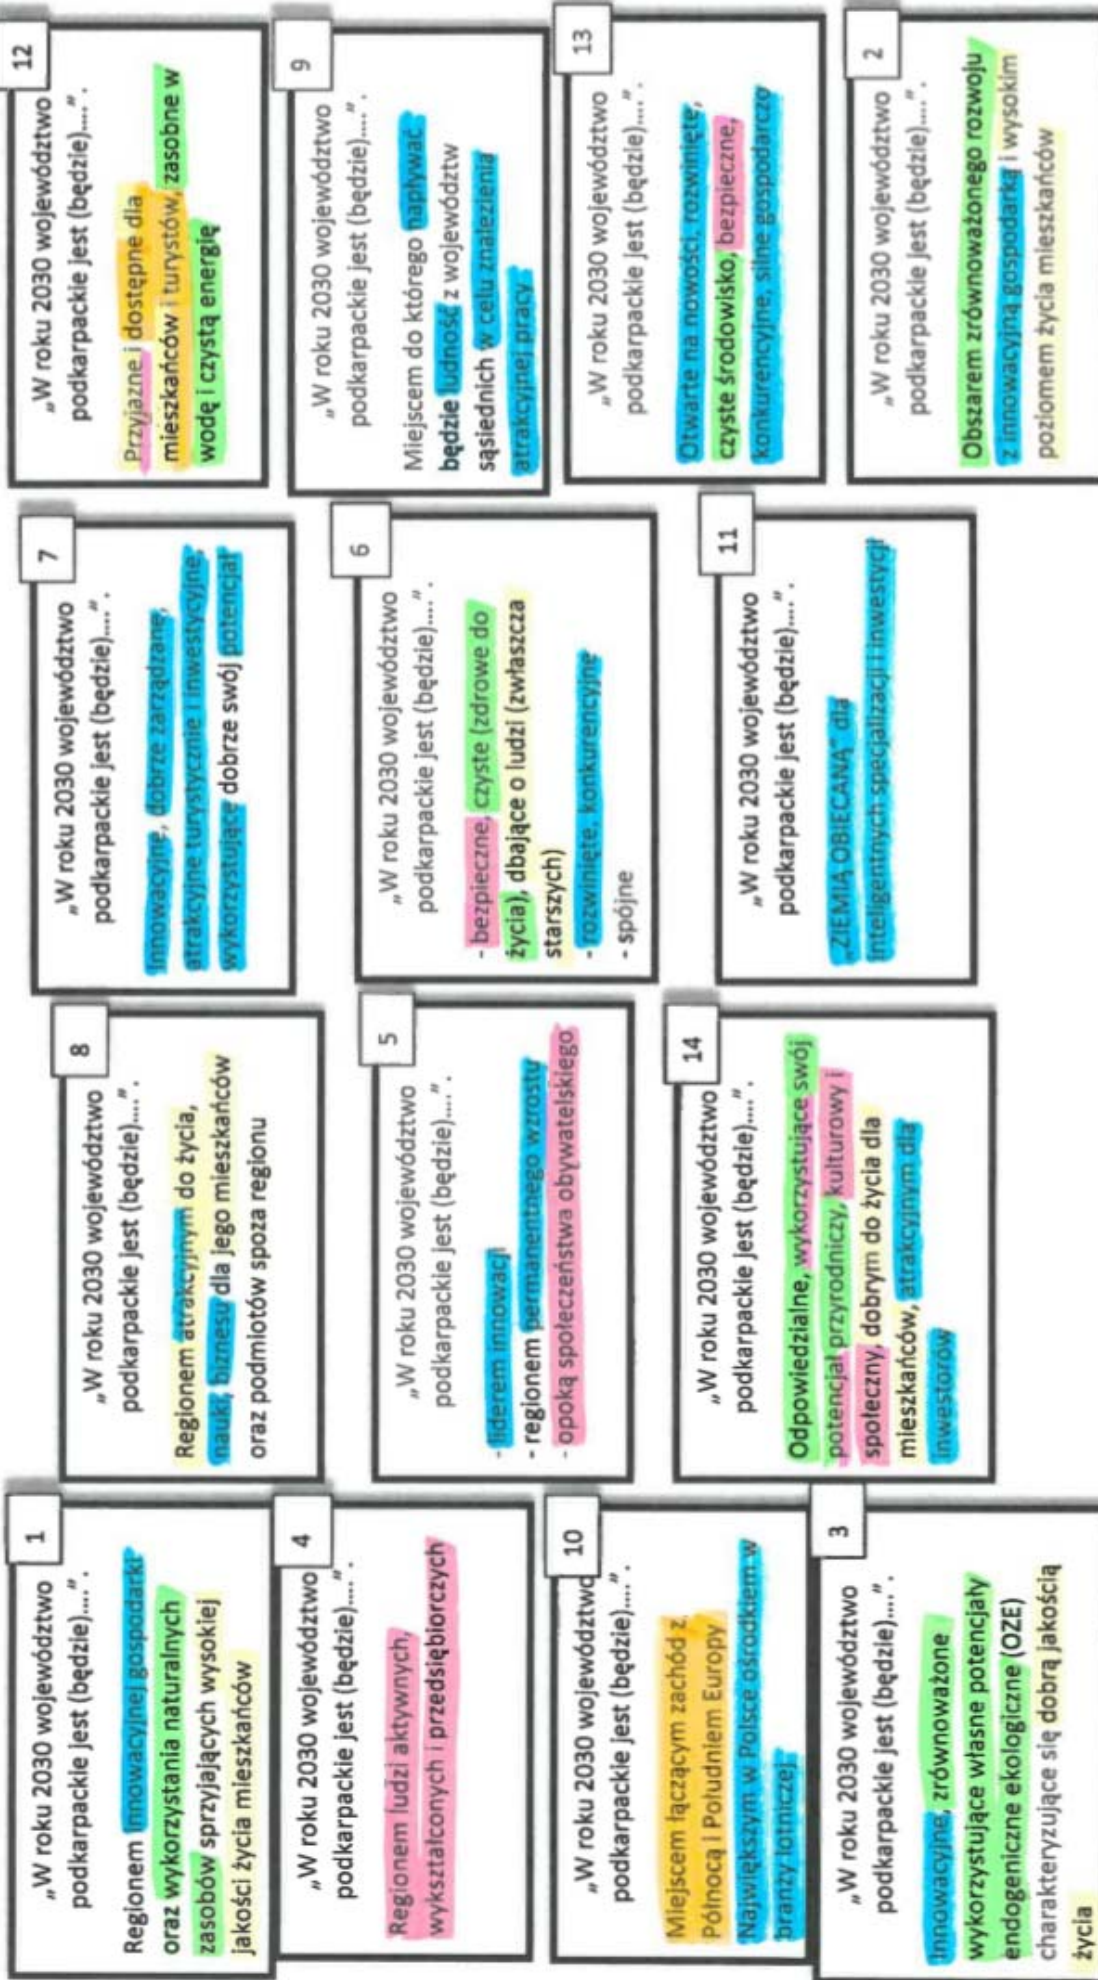 1
„W roku 2030 województwo
podkarpackie jest (będzie)....".
Regionem innowacyjnej gospodarki
oraz wykorzystania naturalnych
zasobów sprzyjających wysokiej
jakości życia mieszkańców
8
„W roku 2030 województwo
podkarpackie jest (będzie)....".
Regionem atrakcyjnym do życia,
nauki, biznesu dla jego mieszkańców
oraz podmiotów spoza regionu
7
„W roku 2030 województwo
podkarpackie jest (będzie)....".
Innowacyjne, dobrze zarządzane,
atrakcyjne turystycznie i inwestycyjne,
wykorzystujące dobrze swój potencjał
12
„W roku 2030 województwo
podkarpackie jest (będzie)....".
Przyjazne i dostępne dla
mieszkańców i turystów, zasobne w
wodę i czystą energię
4
„W roku 2030 województwo
podkarpackie jest (będzie)....".
Regionem ludzi aktywnych,
wykształconych i przedsiębiorczych
5
„W roku 2030 województwo
podkarpackie jest (będzie)....".
- liderem innowacji
- regionem permanentnego wzrostu
- opoką społeczeństwa obywatelskiego
6
„W roku 2030 województwo
podkarpackie jest (będzie)....".
- bezpieczne, czyste (zdrowe do
życia), dbające o ludzi (zwłaszcza
starszych)
- rozwinięte, konkurencyjne
- spójne
9
„W roku 2030 województwo
podkarpackie jest (będzie)....".
Miejscem do którego napływać
będzie ludność z województw
sąsiednich w celu znalezienia
atrakcyjnej pracy
10
„W roku 2030 województwo
podkarpackie jest (będzie)....".
Miejscem łączącym zachód z
Północą i Południem Europy
Największym w Polsce ośrodkiem w
branży lotniczej
14
„W roku 2030 województwo
podkarpackie jest (będzie)....".
Odpowiedzialne, wykorzystujące swój
potencjał przyrodniczy, kulturowy i
społeczny, dobrym do życia dla
mieszkańców, atrakcyjnym dla
inwestorów
11
„W roku 2030 województwo
podkarpackie jest (będzie)....".
„ZIEMIĄ OBIECANĄ" dla
inteligentnych specjalizacji i inwestycji
13
„W roku 2030 województwo
podkarpackie jest (będzie)....".
Otwarte na nowości, rozwinięte,
czyste środowisko, bezpieczne,
konkurencyjne, silne gospodarczo
3
„W roku 2030 województwo
podkarpackie jest (będzie)....".
Innowacyjne, zrównoważone
wykorzystujące własne potencjały
endogeniczne ekologiczne (OZE)
charakteryzujące się dobrą jakością
życia
2
„W roku 2030 województwo
podkarpackie jest (będzie)....".
Obszarem zrównoważonego rozwoju
z innowacyjną gospodarką i wysokim
poziomem życia mieszkańców